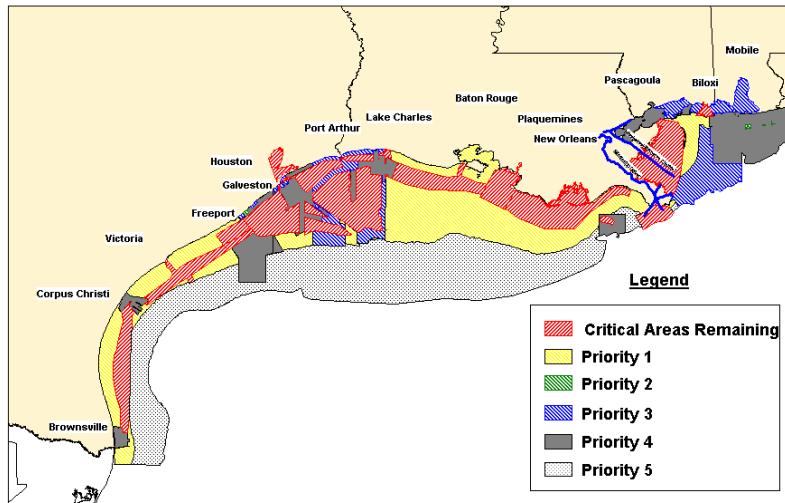 Mobile
Pascagoula
Biloxi
Baton Rouge
Plaquemines
Lake Charles
New Orleans
Port Arthur
Houston
Galveston
Freeport
Victoria
Corpus Christi
Brownsville
Legend
Critical Areas Remaining
Priority 1
Priority 2
Priority 3
Priority 4
Priority 5